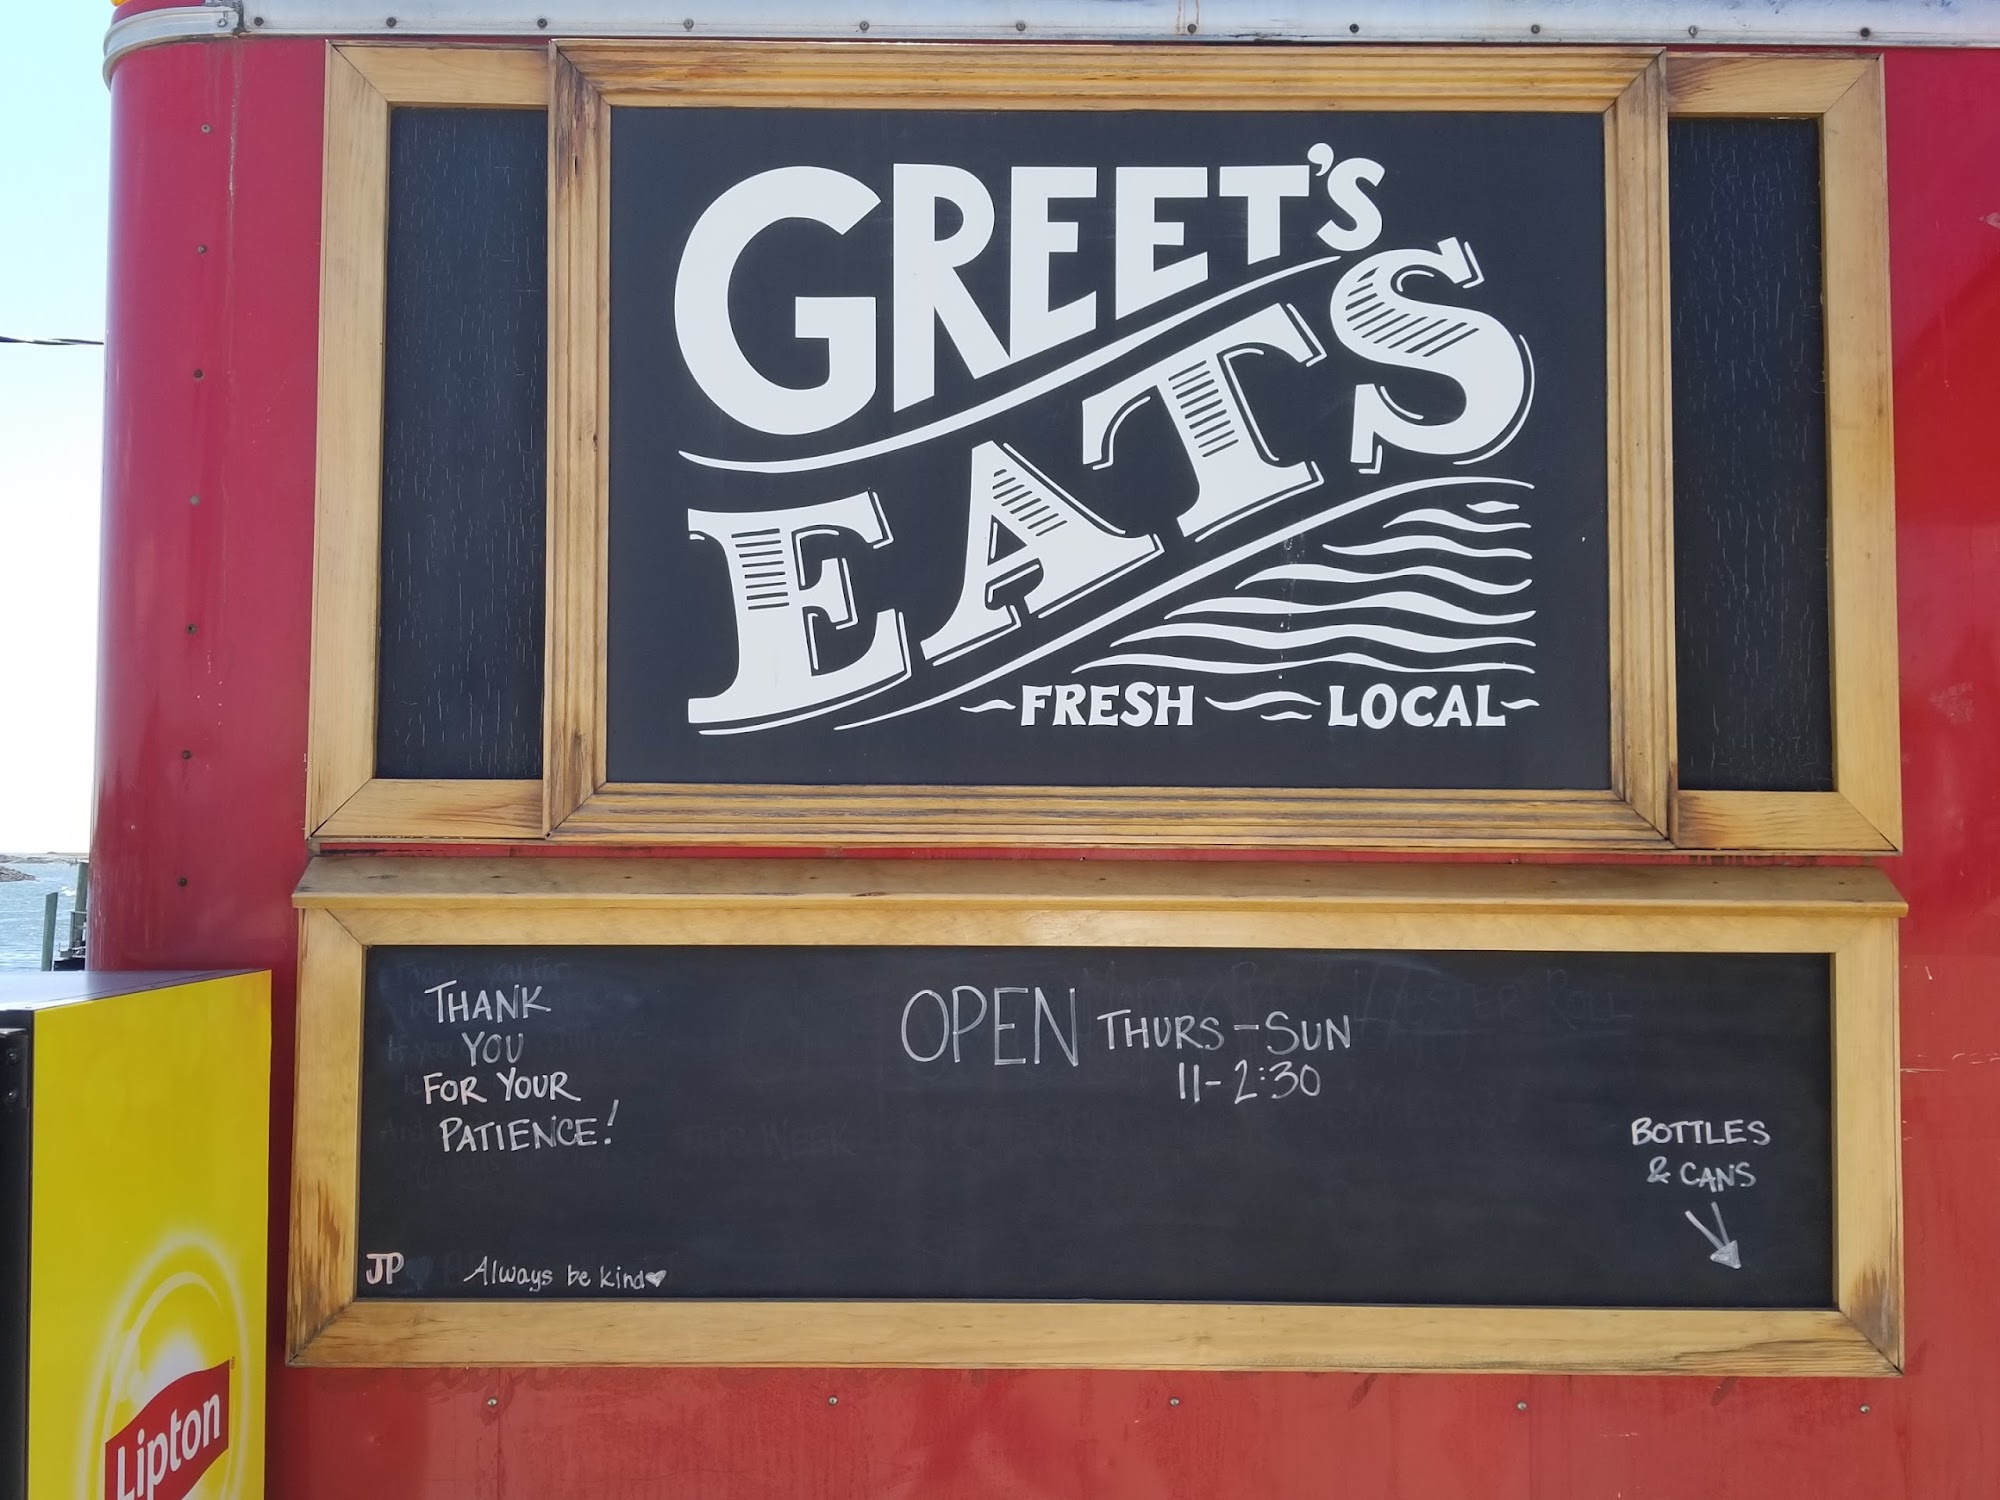 GREET'S
EATS
~FRESH LOCAL~
THANK
YOU
FOR YOUR
PATIENCE!
OPEN THURS-SUN
11-2:30
BOTTLES
& CANS
JP
Always be kind♥
Lipton